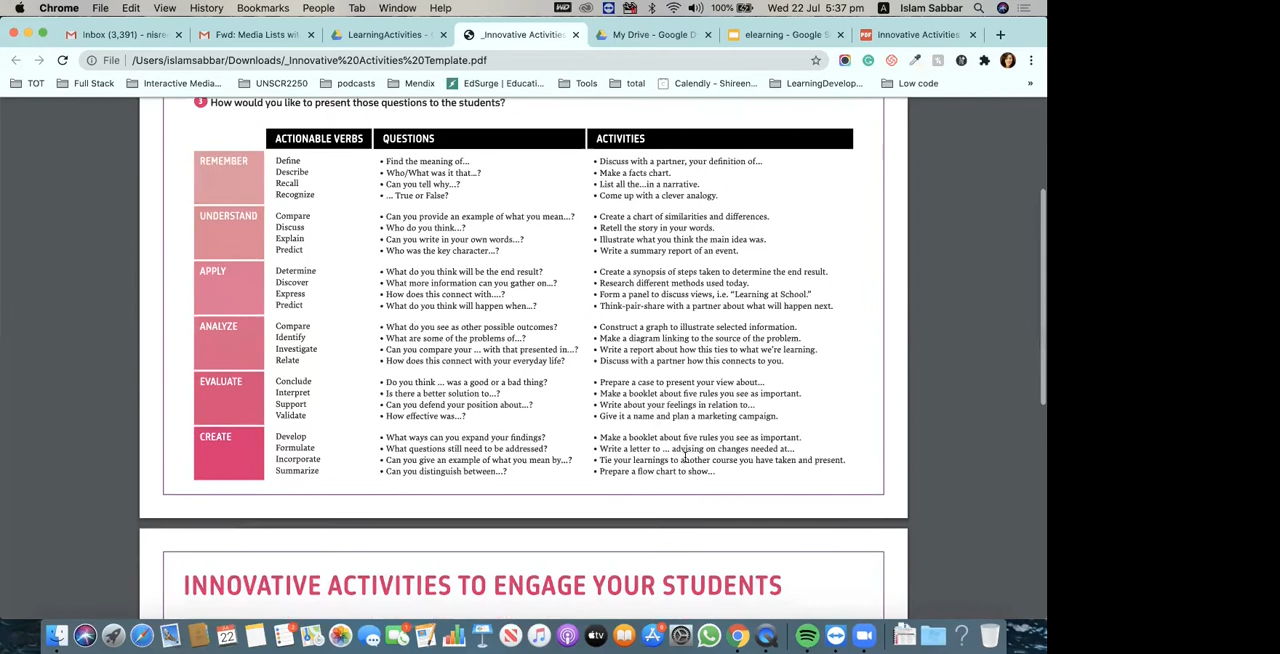 Chrome File Edit View History Bookmarks People Tab Window Help 100% Wed 22 Jul 5:37 pm Islam Sabbar
Inbox (3,391) - nisree Fwd: Media Lists wit LearningActivities - G _Innovative Activities My Drive - Google D elearning - Google S Innovative Activities
File /Users/islamsabbar/Downloads/_Innovative%20Activities%20Template.pdf
TOT Full Stack Interactive Media... UNSCR2250 podcasts Mendix EdSurge | Educati... Tools total Calendly - Shireen... LearningDevelop... Low code »
3 How would you like to present those questions to the students?
ACTIONABLE VERBS QUESTIONS ACTIVITIES
REMEMBER Define • Find the meaning of... • Discuss with a partner, your definition of...
Describe • Who/What was it that...? • Make a facts chart.
Recall • Can you tell why...? • List all the...in a narrative.
Recognize • ... True or False? • Come up with a clever analogy.
UNDERSTAND Compare • Can you provide an example of what you mean...? • Create a chart of similarities and differences.
Discuss • Who do you think...? • Retell the story in your words.
Explain • Can you write in your own words...? • Illustrate what you think the main idea was.
Predict • Who was the key character...? • Write a summary report of an event.
APPLY Determine • What do you think will be the end result? • Create a synopsis of steps taken to determine the end result.
Discover • What more information can you gather on...? • Research different methods used today.
Express • How does this connect with....? • Form a panel to discuss views, i.e. “Learning at School.”
Predict • What do you think will happen when...? • Think-pair-share with a partner about what will happen next.
ANALYZE Compare • What do you see as other possible outcomes? • Construct a graph to illustrate selected information.
Identify • What are some of the problems of...? • Make a diagram linking to the source of the problem.
Investigate • Can you compare your ... with that presented in...? • Write a report about how this ties to what we're learning.
Relate • How does this connect with your everyday life? • Discuss with a partner how this connects to you.
EVALUATE Conclude • Do you think ... was a good or a bad thing? • Prepare a case to present your view about...
Interpret • Is there a better solution to...? • Make a booklet about five rules you see as important.
Support • Can you defend your position about...? • Write about your feelings in relation to...
Validate • How effective was...? • Give it a name and plan a marketing campaign.
CREATE Develop • What ways can you expand your findings? • Make a booklet about five rules you see as important.
Formulate • What questions still need to be addressed? • Write a letter to ... advising on changes needed at...
Incorporate • Can you give an example of what you mean by...? • Tie your learnings to another course you have taken and present.
Summarize • Can you distinguish between...? • Prepare a flow chart to show...
INNOVATIVE ACTIVITIES TO ENGAGE YOUR STUDENTS